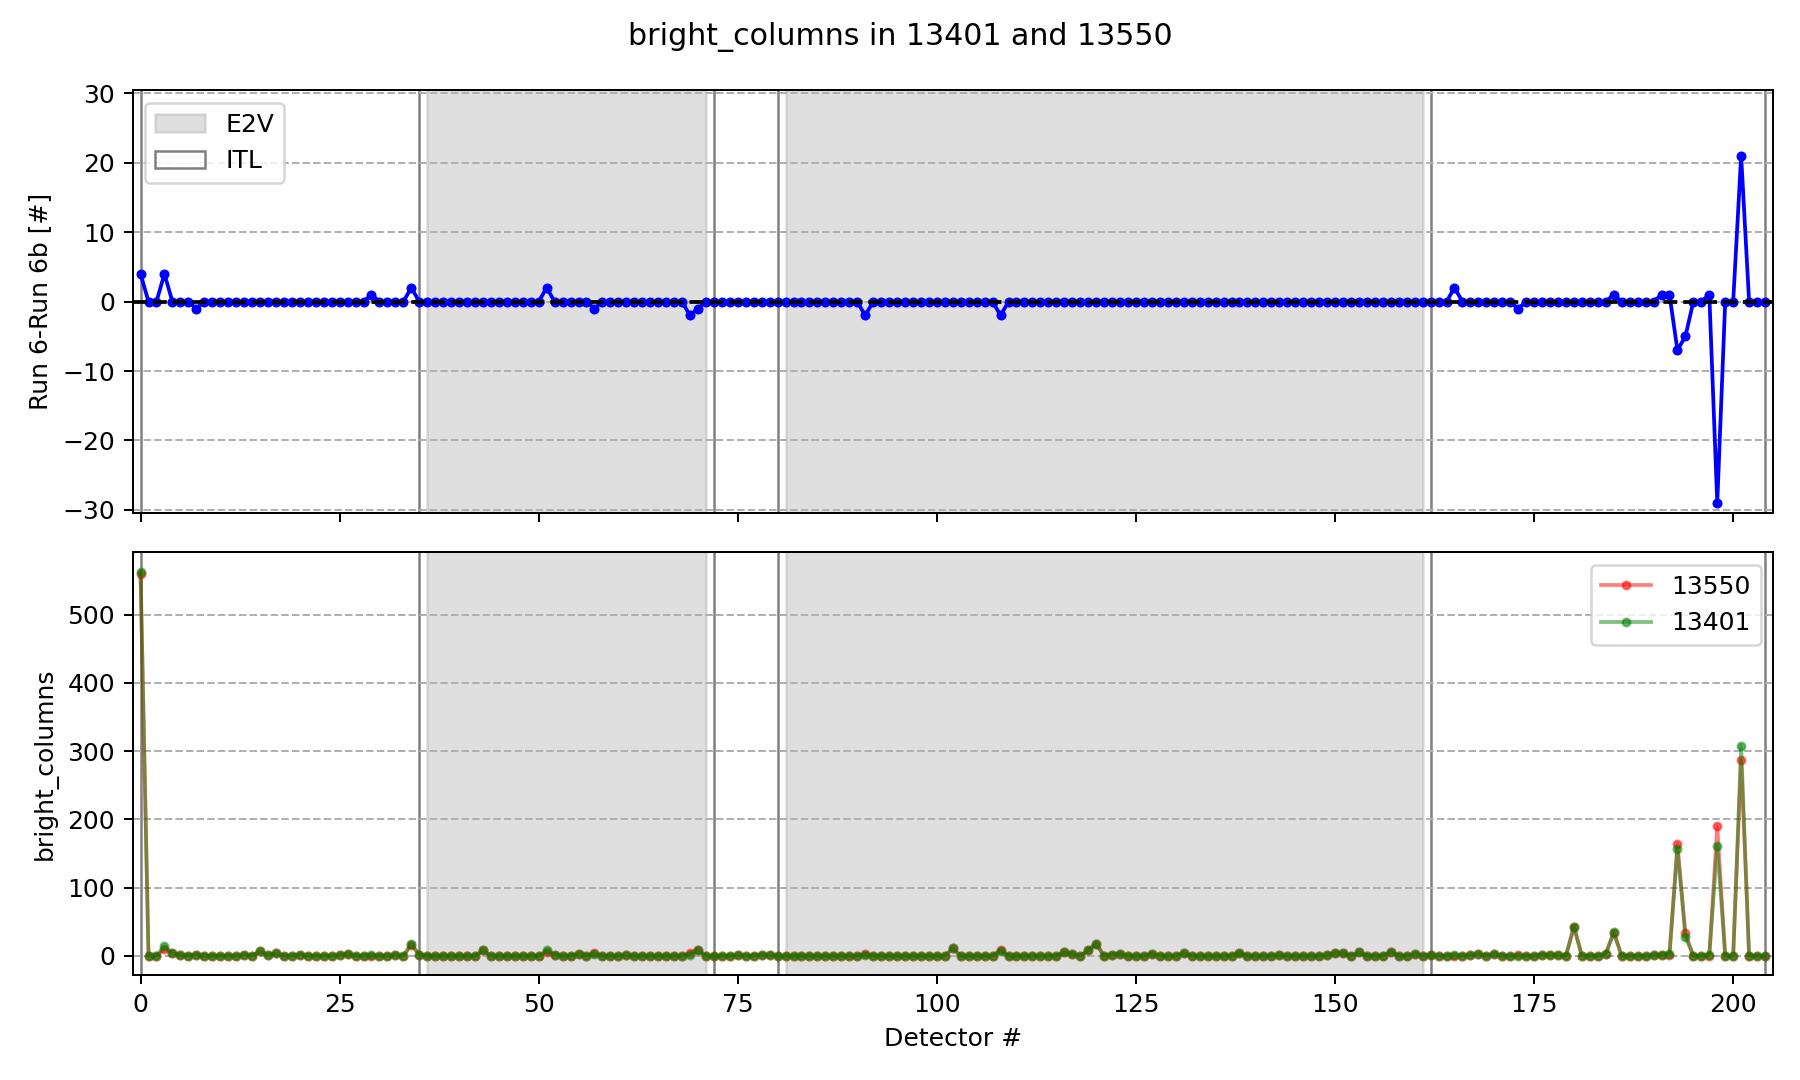 bright_columns in 13401 and 13550
Run 6-Run 6b [#]
30
20
10
0
−10
−20
−30
E2V
ITL
bright_columns
500
400
300
200
100
0
13550
13401
0 25 50 75 100 125 150 175 200
Detector #